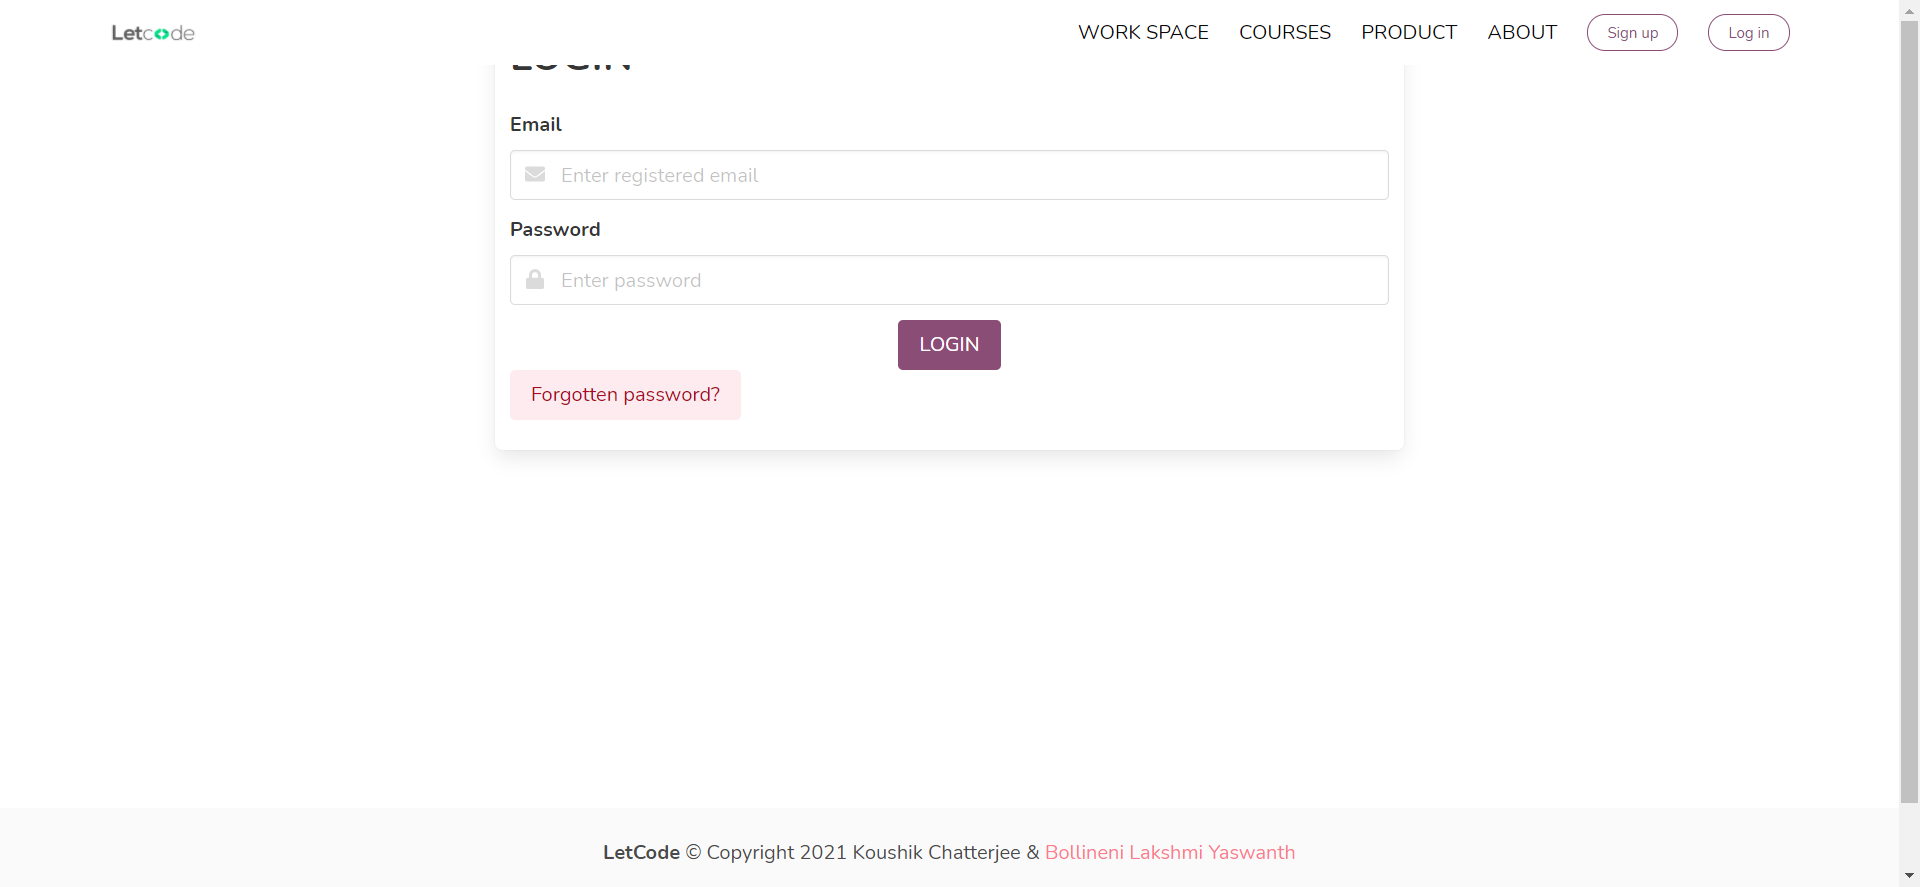 Letcode
WORK SPACE COURSES PRODUCT ABOUT Sign up Log in
LOGIN
Email
Enter registered email
Password
Enter password
LOGIN
Forgotten password?
LetCode © Copyright 2021 Koushik Chatterjee & Bollineni Lakshmi Yaswanth